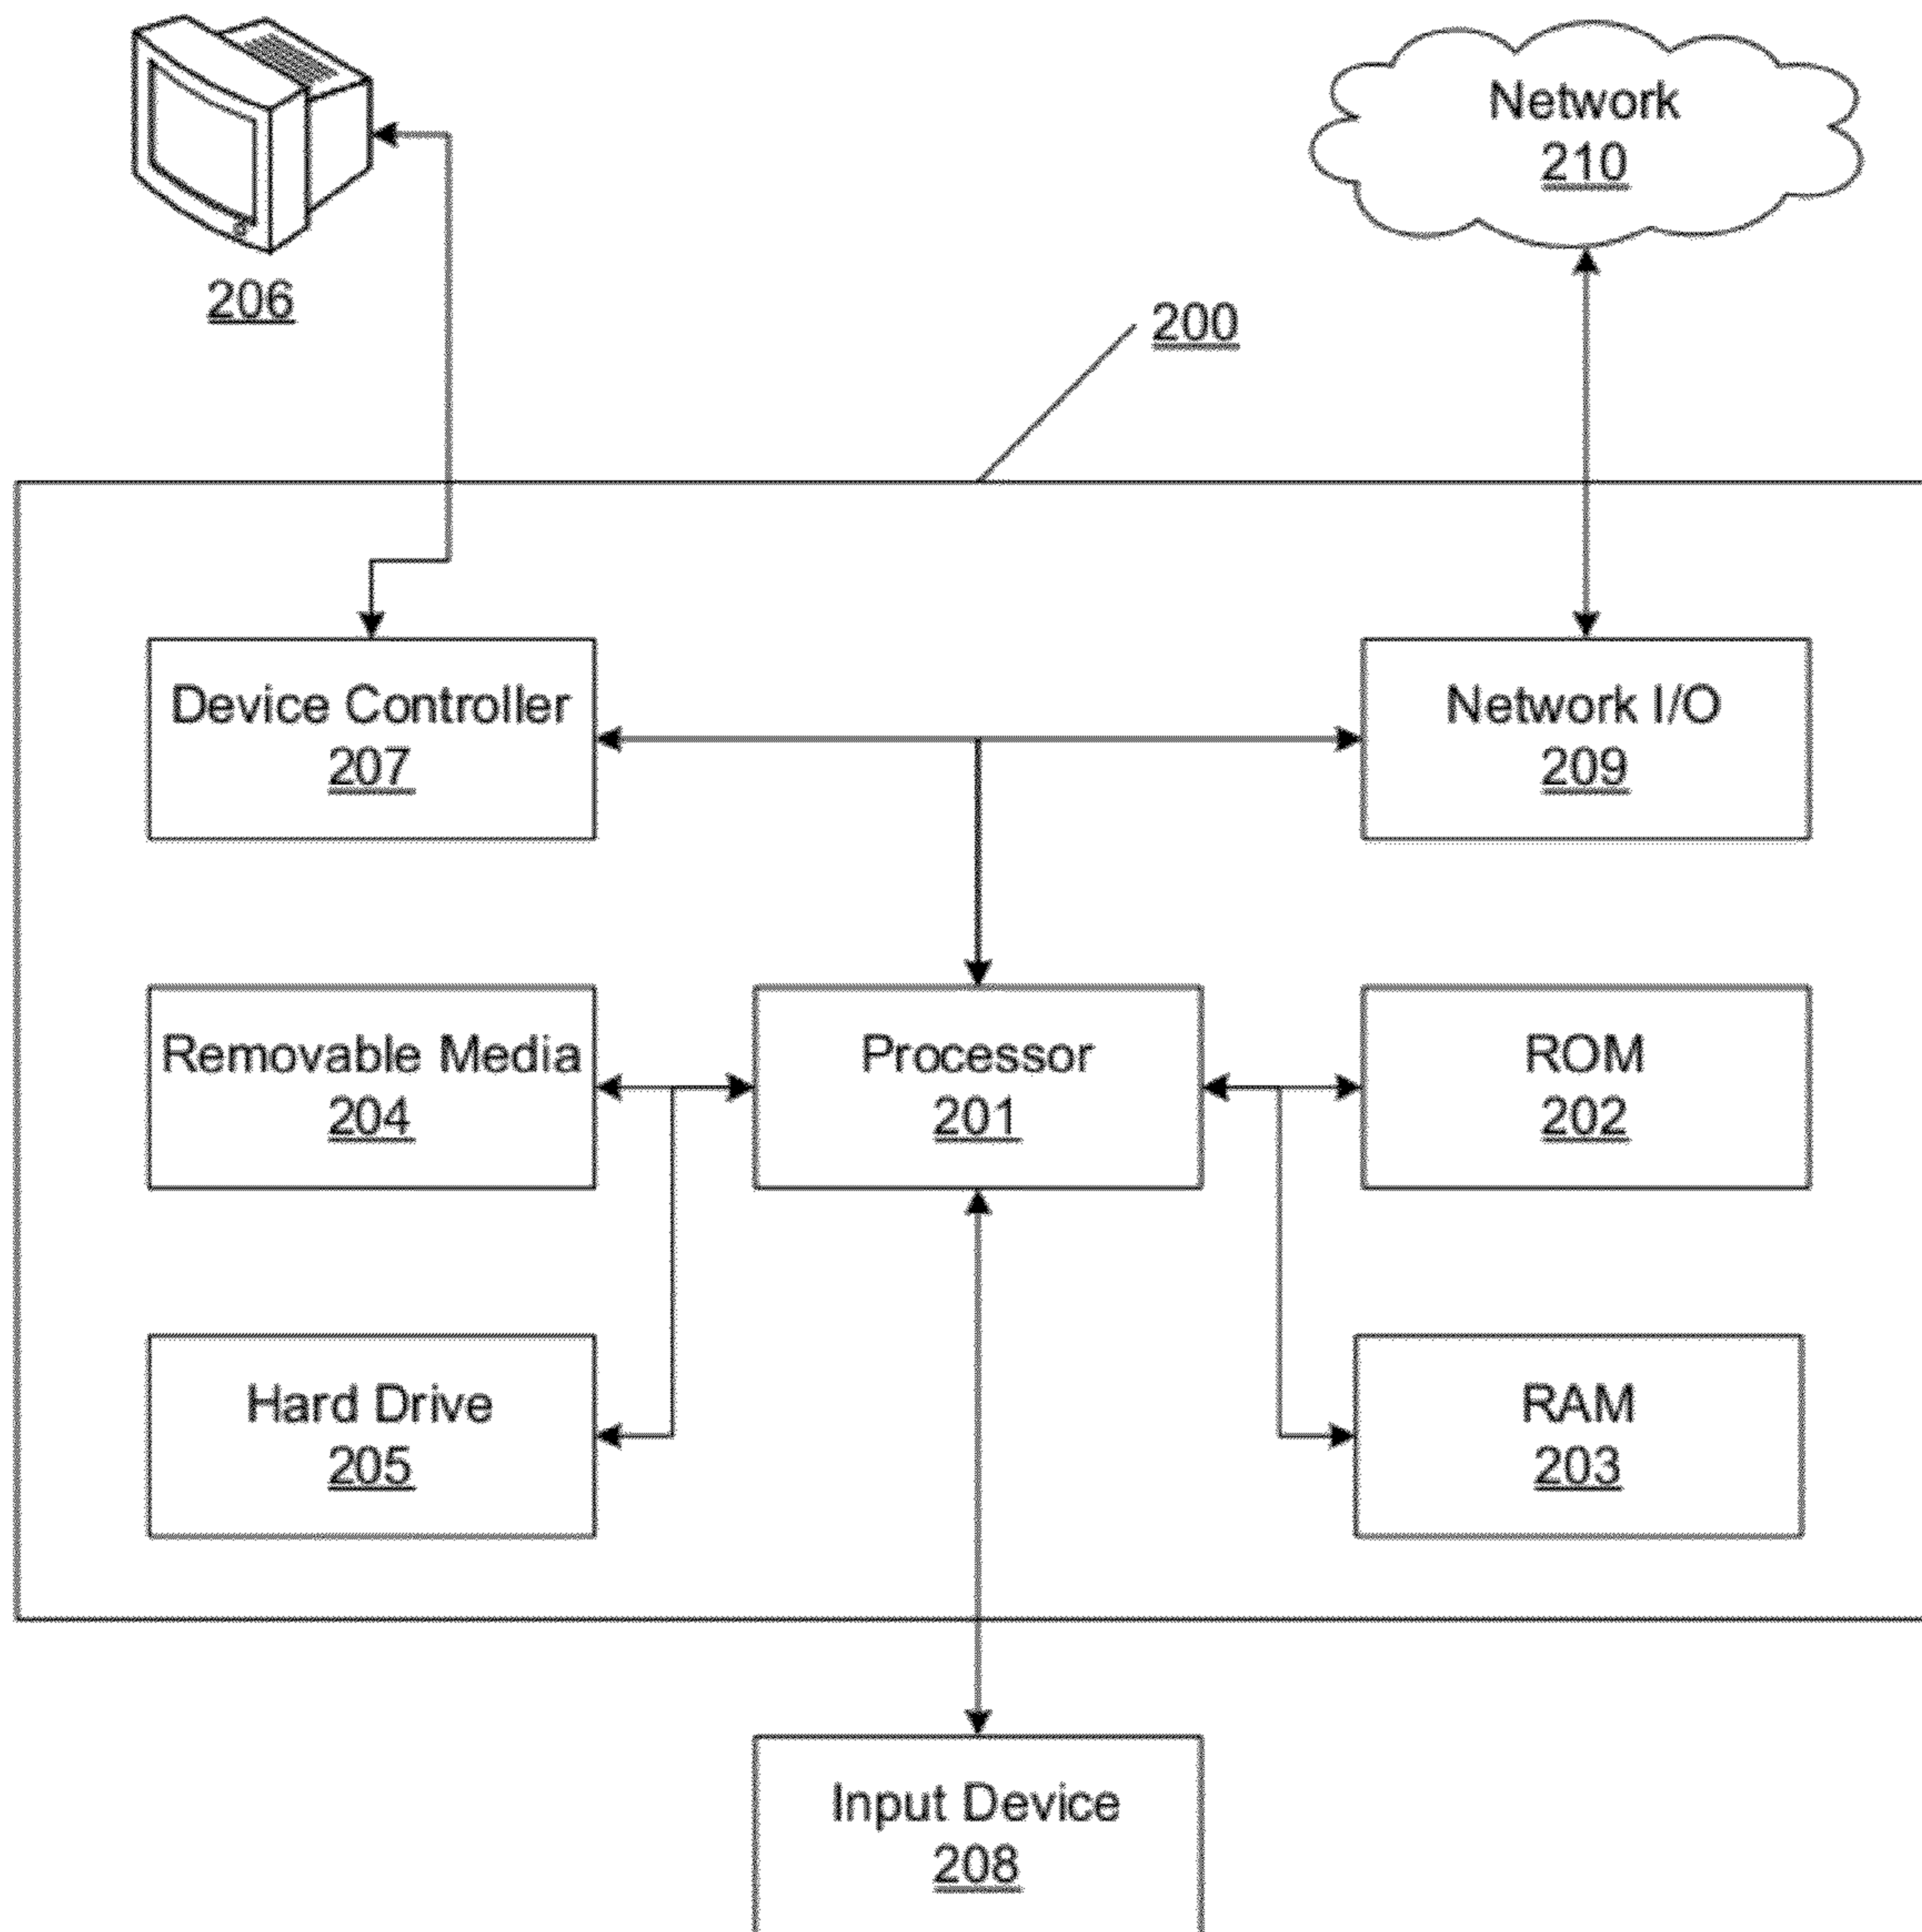 Network
210
206
200
Device Controller
207
Network I/O
209
Removable Media
204
Processor
201
ROM
202
Hard Drive
205
RAM
203
Input Device
208